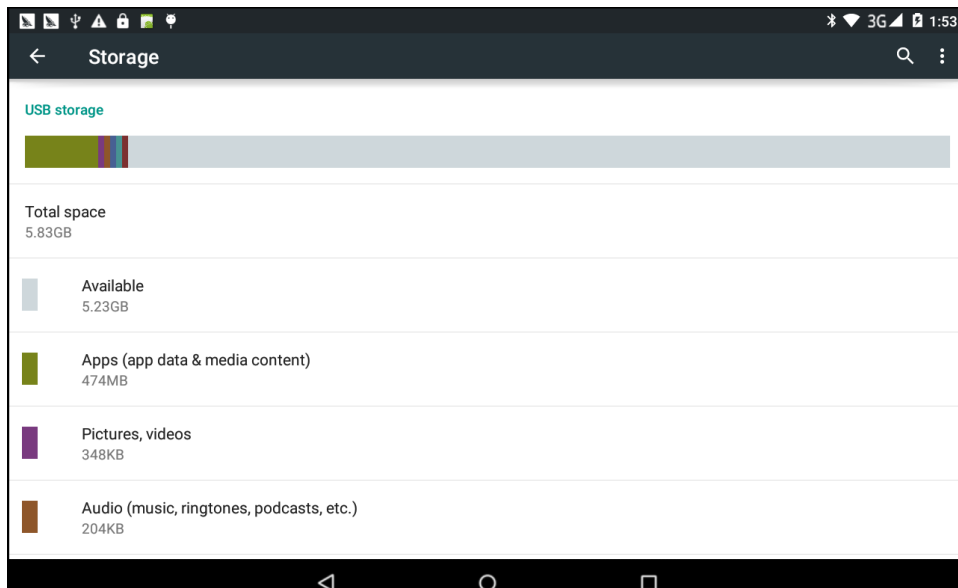 3G 1:53
Storage
USB storage
Total space
5.83GB
Available
5.23GB
Apps (app data & media content)
474MB
Pictures, videos
348KB
Audio (music, ringtones, podcasts, etc.)
204KB